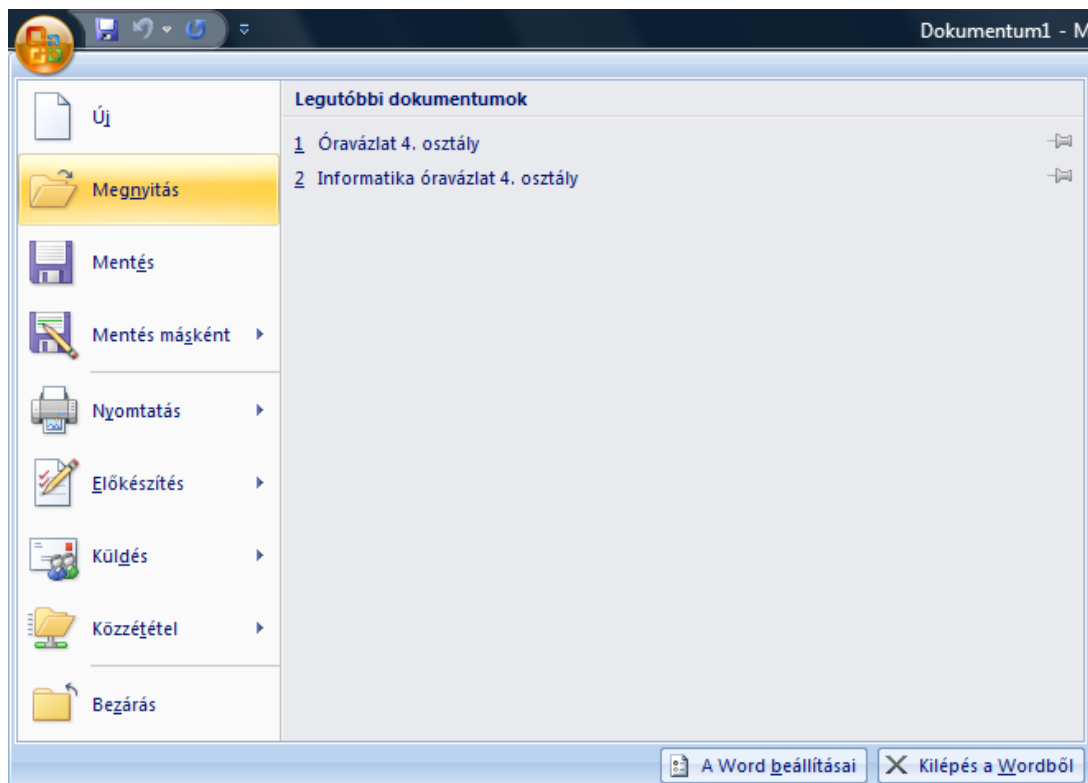 Dokumentum1 - M
Új
Megnyitás
Mentés
Mentés másként
Nyomtatás
Előkészítés
Küldés
Közzététel
Bezárás
Legutóbbi dokumentumok
1 Óravázlat 4. osztály
2 Informatika óravázlat 4. osztály
A Word beállításai
Kilépés a Wordből